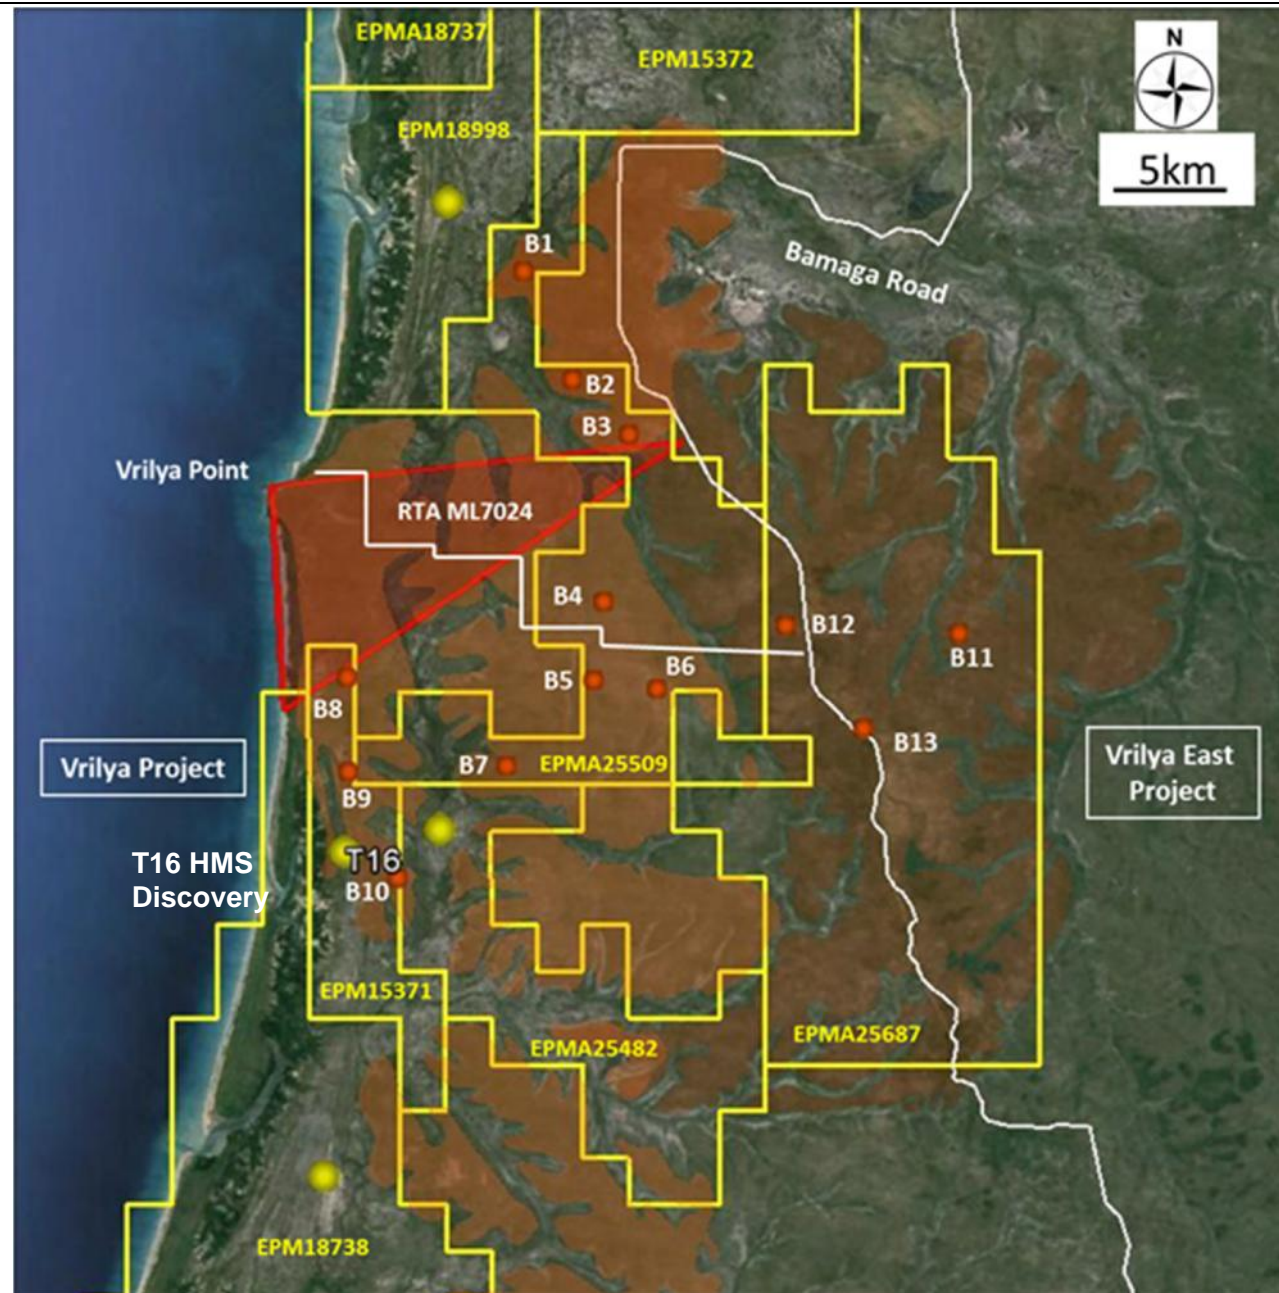 EPMA18737
EPM15372
N
5km
EPM18998
B1
Bamaga Road
B2
B3
Vrilya Point
RTA ML7024
B4
B12
B11
B5
B6
B8
B13
Vrilya Project
B7
EPMA25509
Vrilya East
Project
B9
T16 HMS
Discovery
T16
B10
EPM15371
EPMA25482
EPMA25687
EPM18738